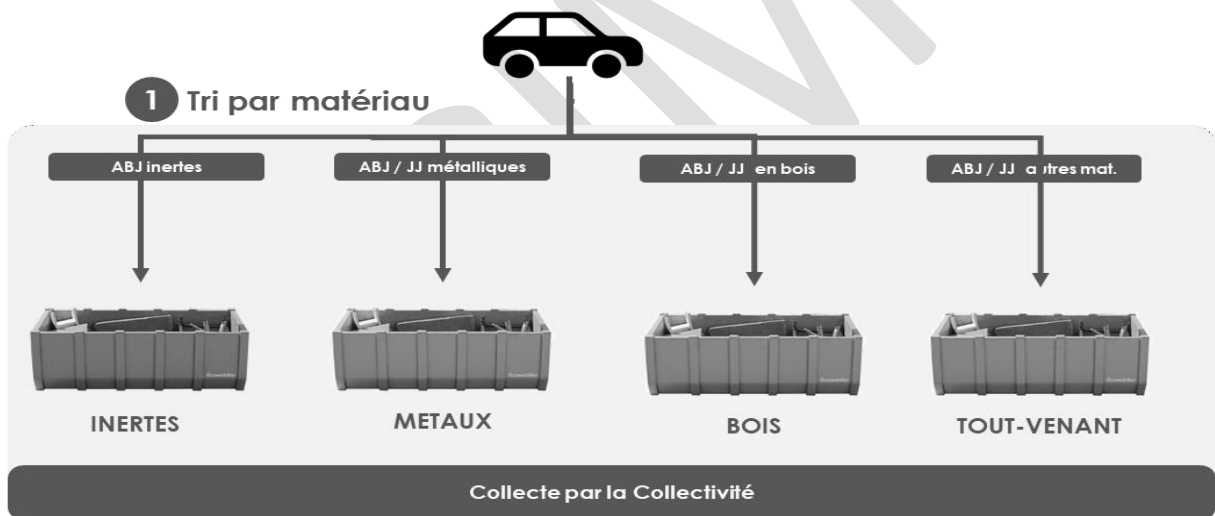 1 Tri par matériau
ABJ inertes
ABJ / JJ métalliques
ABJ / JJ en bois
ABJ / JJ autres mat.
INERTES
METAUX
BOIS
TOUT-VENANT
Collecte par la Collectivité